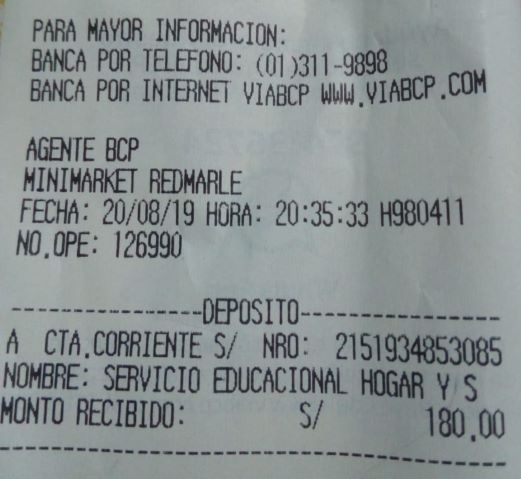 PARA MAYOR INFORMACION:
BANCA POR TELEFONO: (01)311-9898
BANCA POR INTERNET VIABCP WWW.VIABCP.COM
AGENTE BCP
MINIMARKET REDMARLE
FECHA: 20/08/19 HORA: 20:35:33 H980411
NO.OPE: 126990
------------------DEPOSITO------------------
A CTA.CORRIENTE S/ NRO: 2151934853085
NOMBRE: SERVICIO EDUCACIONAL HOGAR Y S
MONTO RECIBIDO: S/ 180.00